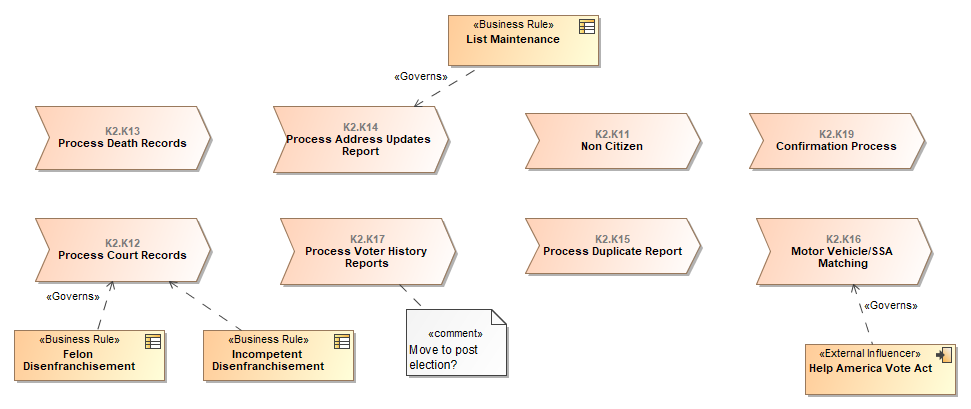 «Business Rule»
List Maintenance
«Governs»
K2.K13
Process Death Records
K2.K14
Process Address Updates
Report
K2.K11
Non Citizen
K2.K19
Confirmation Process
K2.K12
Process Court Records
K2.K17
Process Voter History
Reports
K2.K15
Process Duplicate Report
K2.K16
Motor Vehicle/SSA
Matching
«Governs»
«Governs»
«Business Rule»
Felon
Disenfranchisement
«Business Rule»
Incompetent
Disenfranchisement
«comment»
Move to post
election?
«External Influencer»
Help America Vote Act